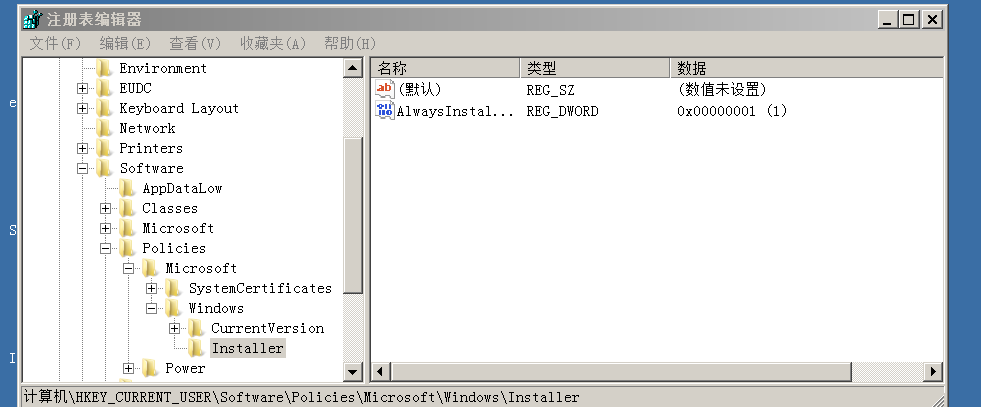 注册表编辑器
文件(F) 编辑(E) 查看(V) 收藏夹(A) 帮助(H)
Environment
EUDC
Keyboard Layout
Network
Printers
Software
AppDataLow
Classes
Microsoft
Policies
Microsoft
SystemCertificates
Windows
CurrentVersion
Installer
Power
名称 类型 数据
(默认) REG_SZ (数值未设置)
AlwaysInstal... REG_DWORD 0x00000001 (1)
计算机\HKEY_CURRENT_USER\Software\Policies\Microsoft\Windows\Installer
e
S
I